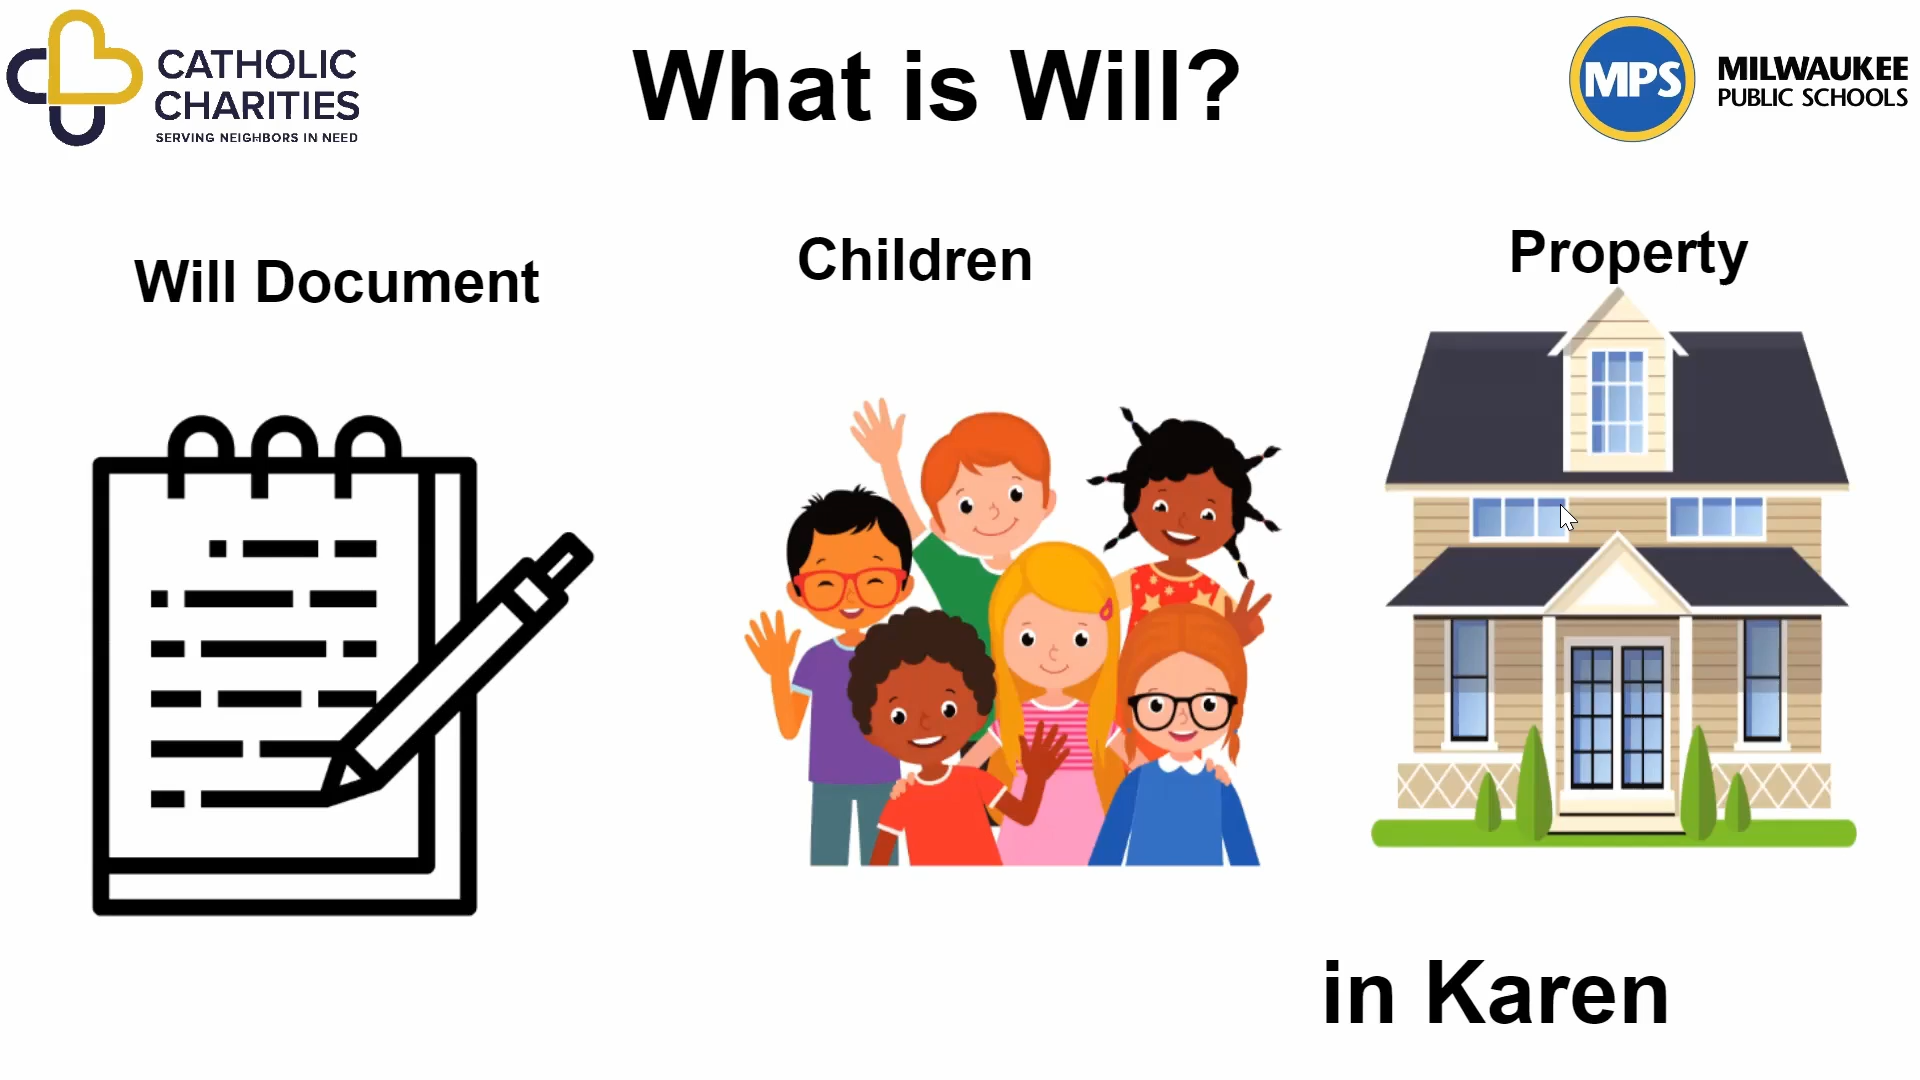 CATHOLIC
CHARITIES
SERVING NEIGHBORS IN NEED
What is Will?
MPS
MILWAUKEE
PUBLIC SCHOOLS
Will Document
Children
Property
in Karen